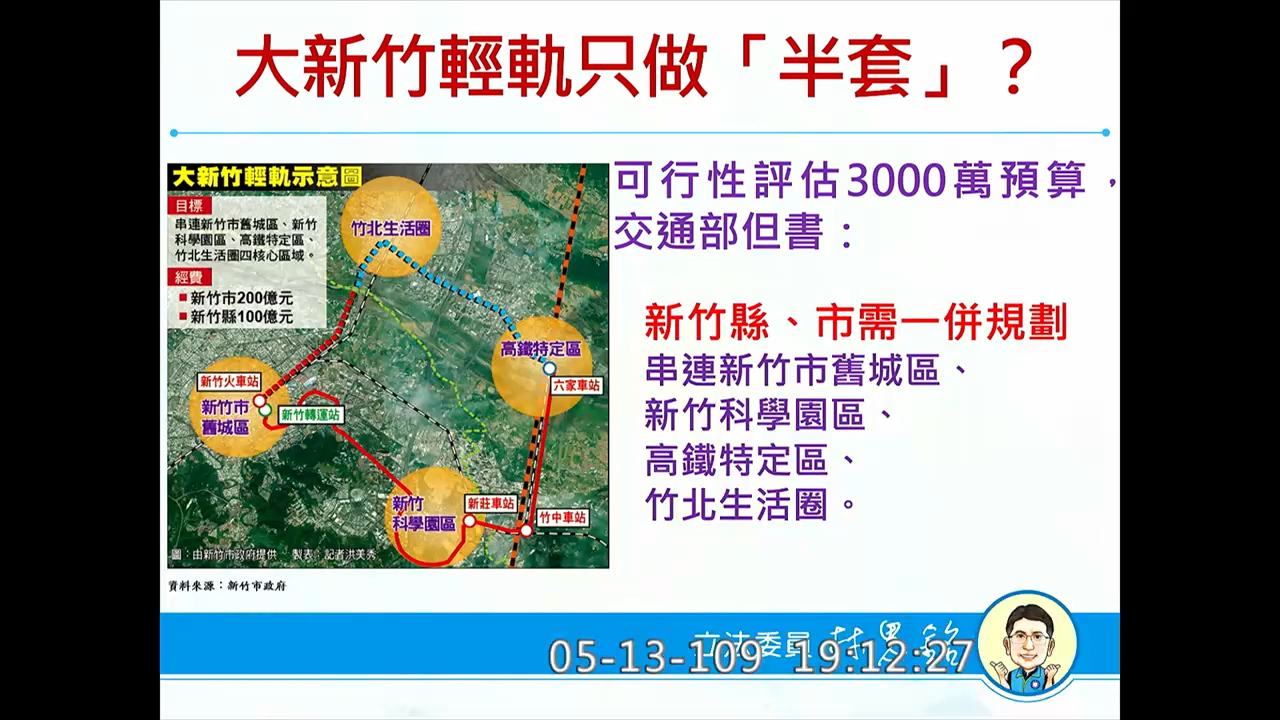 大新竹輕軌只做「半套」？
大新竹輕軌示意圖
目標
串連新竹市舊城區、新竹
科學園區、高鐵特定區、
竹北生活圈四核心區域。
經費
■新竹市200億元
■新竹縣100億元
竹北生活圈
高鐵特定區
六家車站
新竹火車站
新竹市
舊城區
新竹轉運站
新竹
科學園區
新莊車站
竹中車站
圖：由新竹市政府提供 製表：記者洪美秀
資料來源：新竹市政府
可行性評估3000萬預算，
交通部但書：
新竹縣、市需一併規劃
串連新竹市舊城區、
新竹科學園區、
高鐵特定區、
竹北生活圈。
立法委員 林思銘
05-13-109 19:12:27